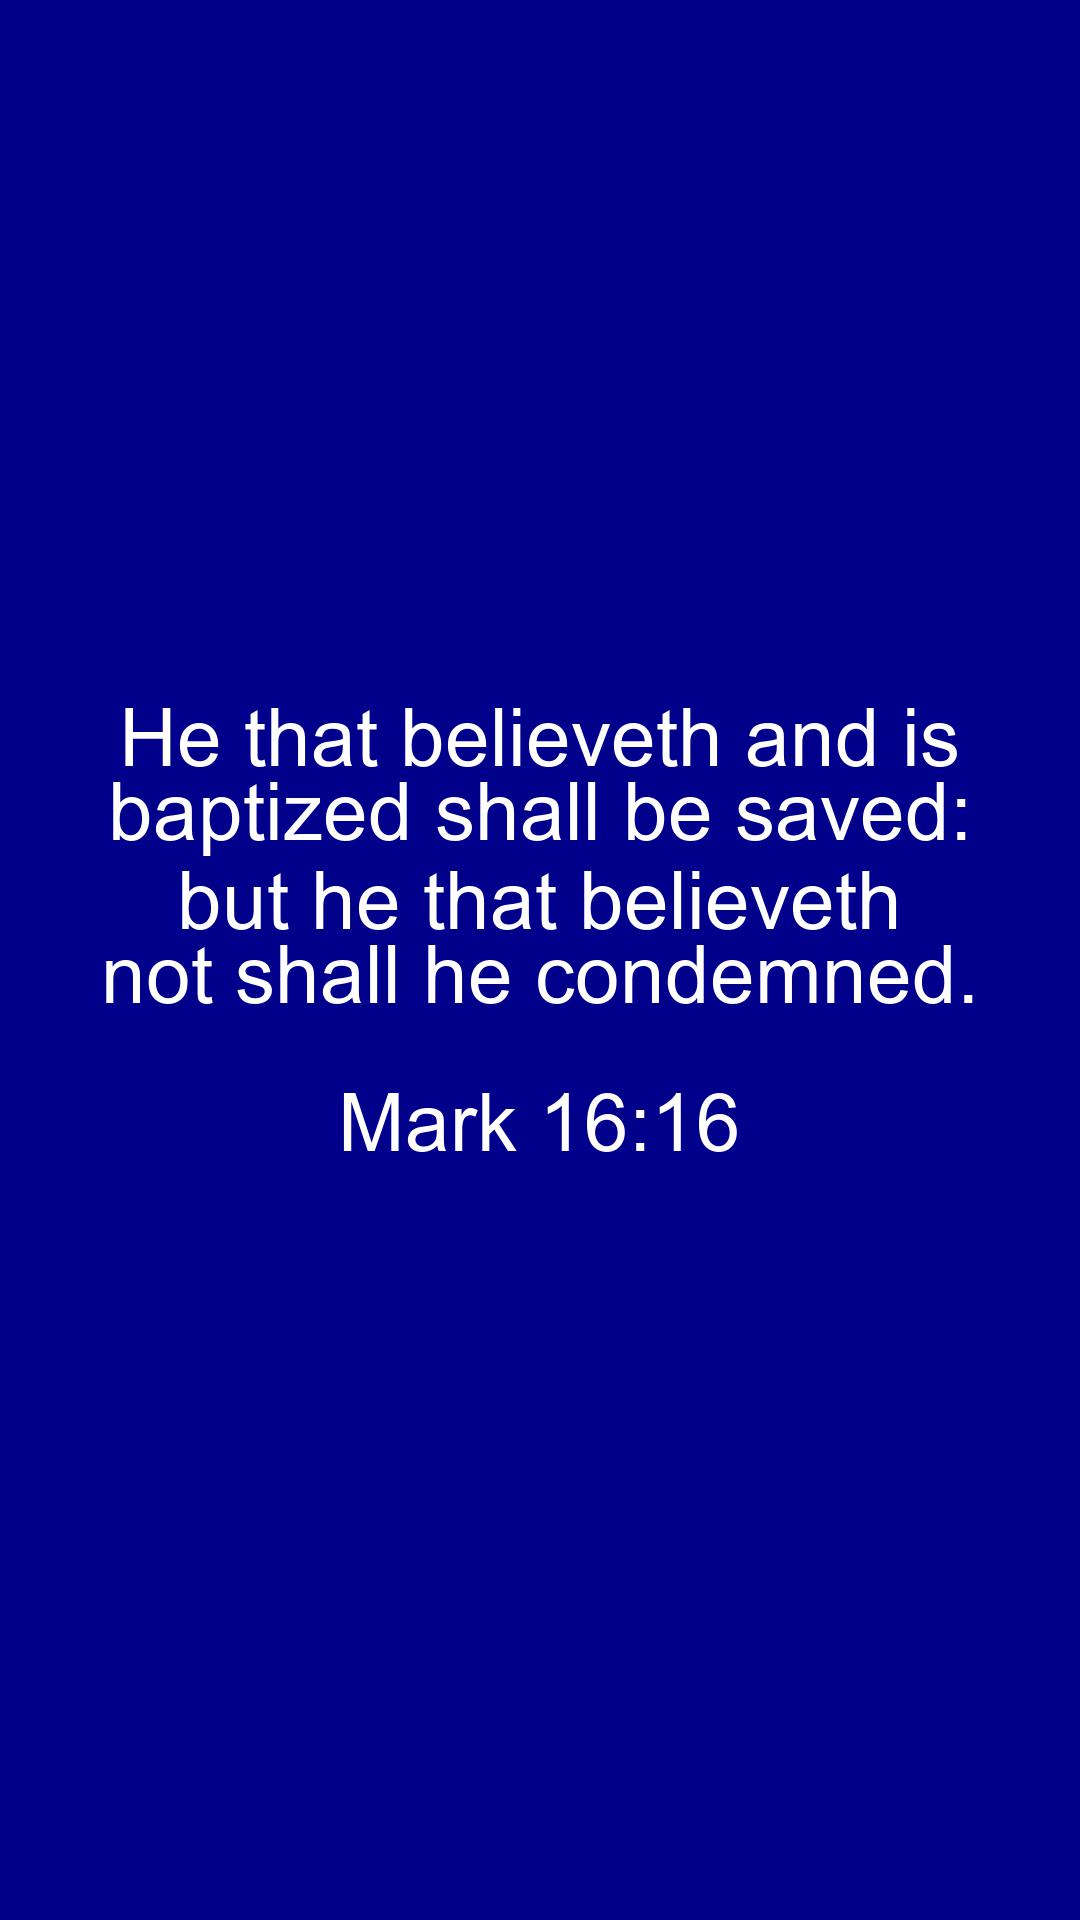 He that believeth and is
baptized shall be saved:
but he that believeth
not shall he condemned.
Mark 16:16